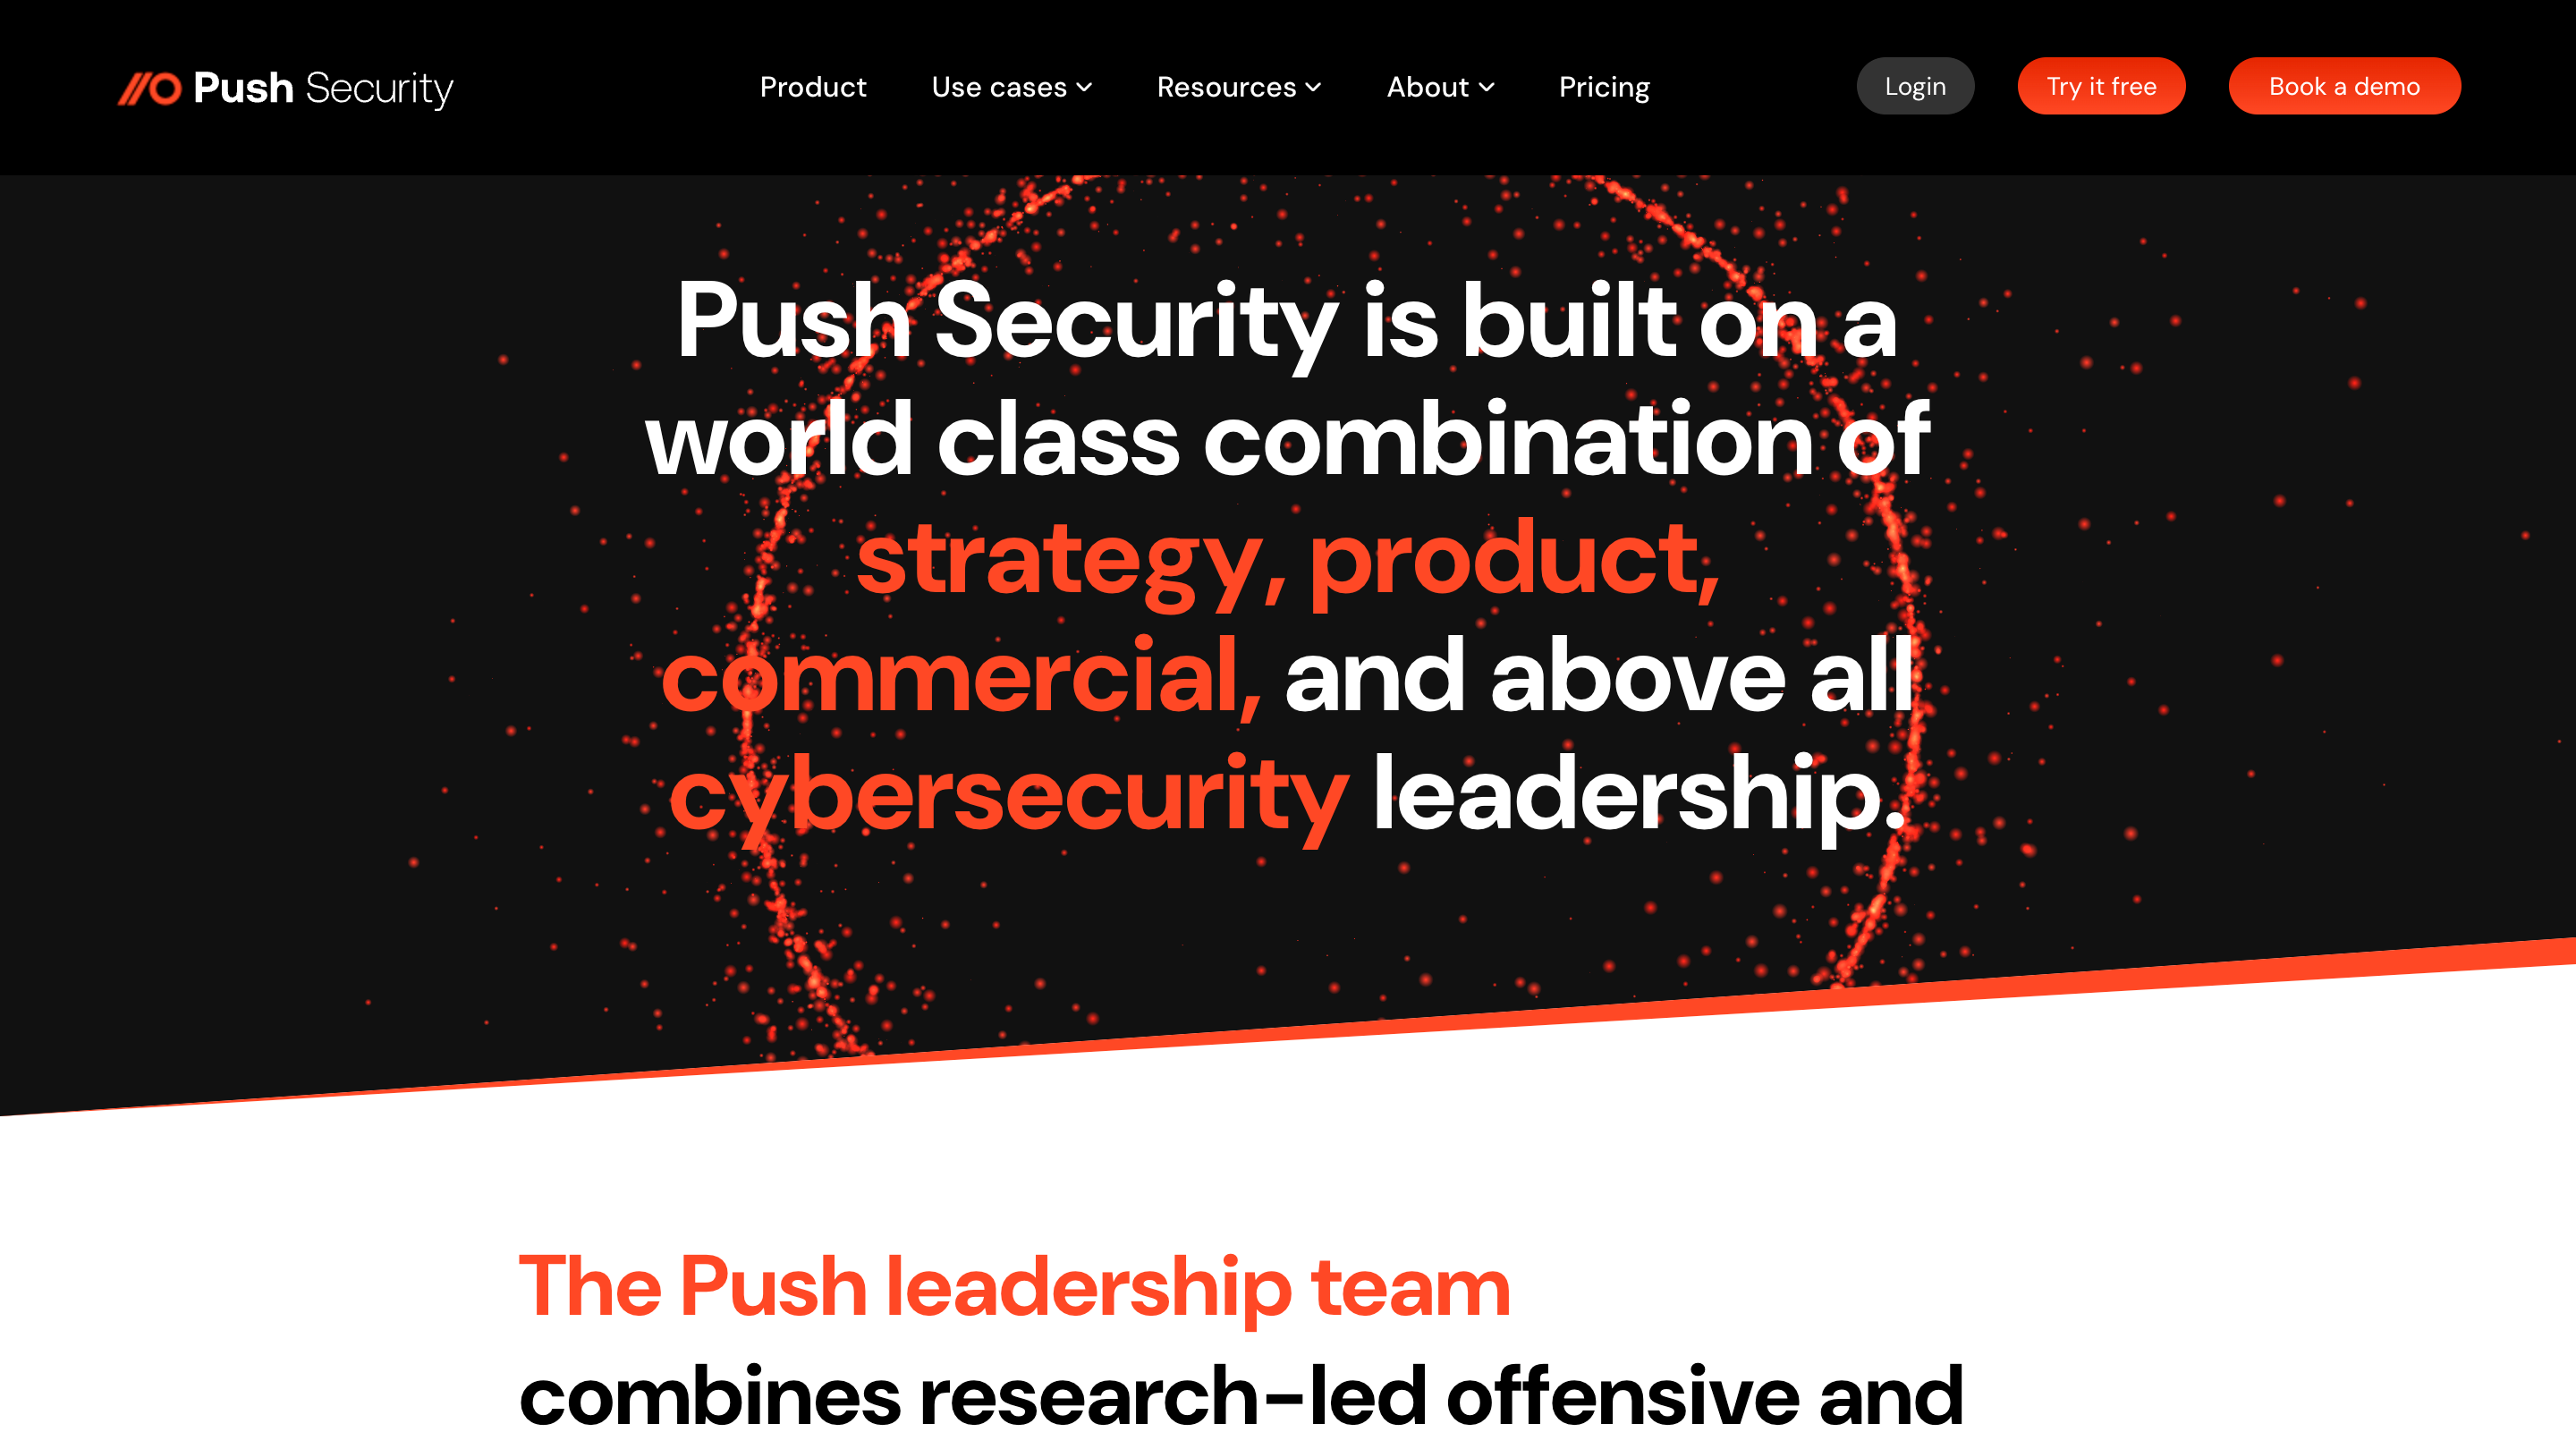 Push Security
Product
Use cases
Resources
About
Pricing
Login
Try it free
Book a demo
Push Security is built on a
world class combination of
strategy, product,
commercial, and above all
cybersecurity leadership.
The Push leadership team
combines research-led offensive and